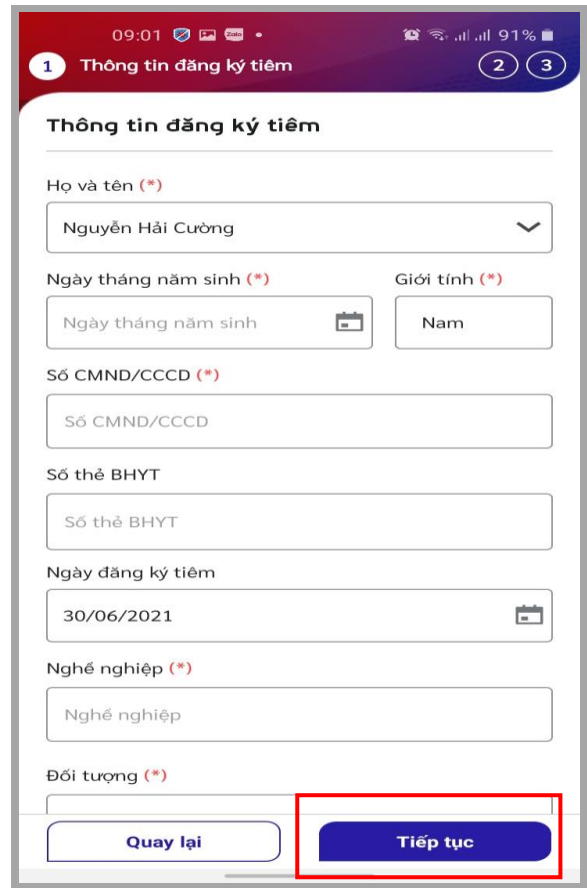 09:01 Zalo 91%
1 Thông tin đăng ký tiêm 2 3
Thông tin đăng ký tiêm
Họ và tên (*)
Nguyễn Hải Cường
Ngày tháng năm sinh (*) Giới tính (*)
Ngày tháng năm sinh Nam
Số CMND/CCCD (*)
Số CMND/CCCD
Số thẻ BHYT
Số thẻ BHYT
Ngày đăng ký tiêm
30/06/2021
Nghề nghiệp (*)
Nghề nghiệp
Đối tượng (*)
Quay lại Tiếp tục